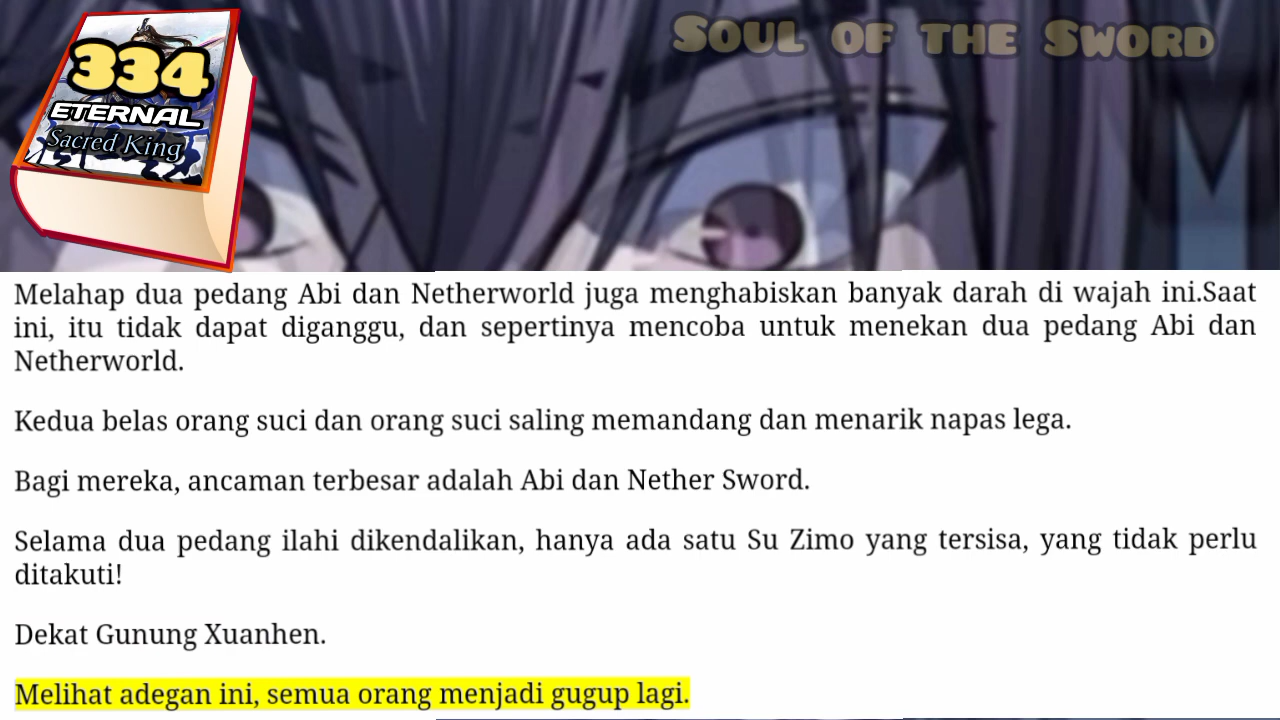 334
ETERNAL
Sacred King
SOUL OF THE SWORD
Melahap dua pedang Abi dan Netherworld juga menghabiskan banyak darah di wajah ini.Saat
ini, itu tidak dapat diganggu, dan sepertinya mencoba untuk menekan dua pedang Abi dan
Netherworld.
Kedua belas orang suci dan orang suci saling memandang dan menarik napas lega.
Bagi mereka, ancaman terbesar adalah Abi dan Nether Sword.
Selama dua pedang ilahi dikendalikan, hanya ada satu Su Zimo yang tersisa, yang tidak perlu
ditakuti!
Dekat Gunung Xuanhen.
Melihat adegan ini, semua orang menjadi gugup lagi.